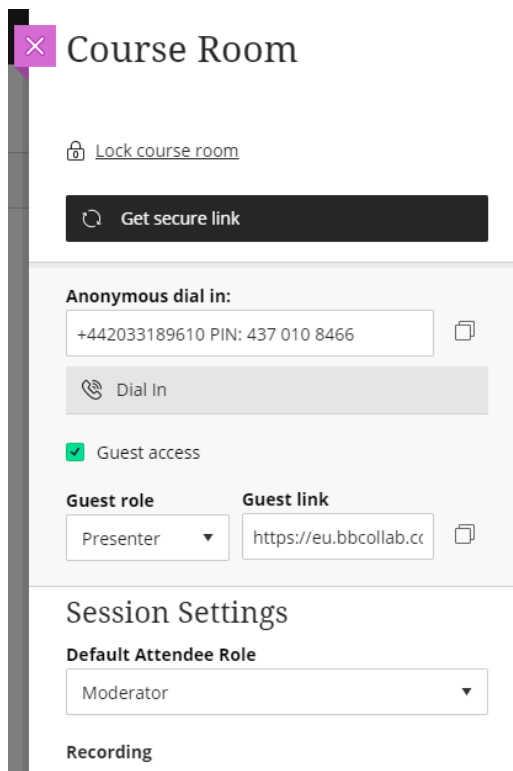 Course Room
Lock course room
Get secure link
Anonymous dial in:
+442033189610 PIN: 437 010 8466
Dial In
Guest access
Guest role Guest link
Presenter https://eu.bbcollab.cc
Session Settings
Default Attendee Role
Moderator
Recording